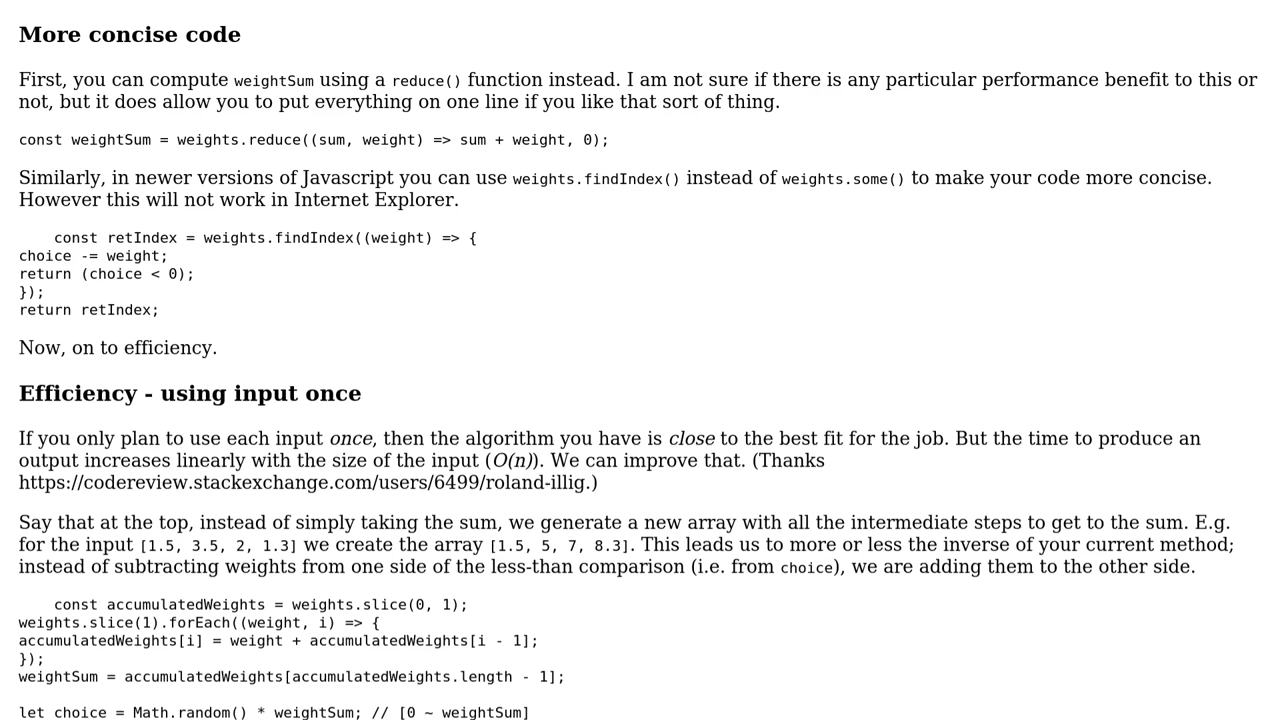 More concise code
First, you can compute weightSum using a reduce() function instead. I am not sure if there is any particular performance benefit to this or
not, but it does allow you to put everything on one line if you like that sort of thing.
const weightSum = weights.reduce((sum, weight) => sum + weight, 0);
Similarly, in newer versions of Javascript you can use weights.findIndex() instead of weights.some() to make your code more concise.
However this will not work in Internet Explorer.
    const retIndex = weights.findIndex((weight) => {
choice -= weight;
return (choice < 0);
});
return retIndex;
Now, on to efficiency.
Efficiency - using input once
If you only plan to use each input once, then the algorithm you have is close to the best fit for the job. But the time to produce an
output increases linearly with the size of the input (O(n)). We can improve that. (Thanks
https://codereview.stackexchange.com/users/6499/roland-illig.)
Say that at the top, instead of simply taking the sum, we generate a new array with all the intermediate steps to get to the sum. E.g.
for the input [1.5, 3.5, 2, 1.3] we create the array [1.5, 5, 7, 8.3]. This leads us to more or less the inverse of your current method;
instead of subtracting weights from one side of the less-than comparison (i.e. from choice), we are adding them to the other side.
    const accumulatedWeights = weights.slice(0, 1);
weights.slice(1).forEach((weight, i) => {
accumulatedWeights[i] = weight + accumulatedWeights[i - 1];
});
weightSum = accumulatedWeights[accumulatedWeights.length - 1];
let choice = Math.random() * weightSum; // [0 ~ weightSum]